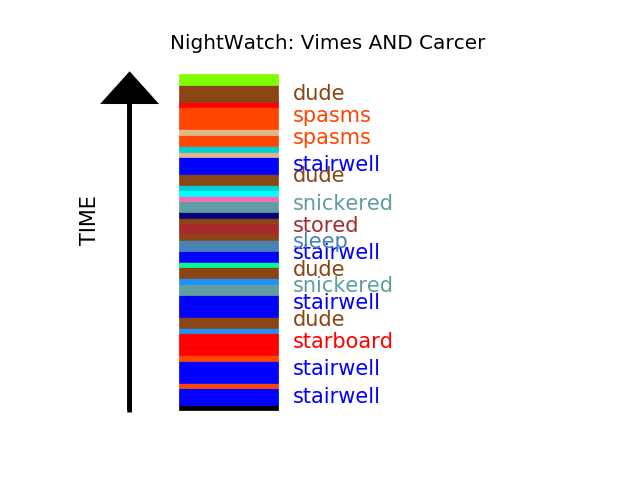 NightWatch: Vimes AND Carcer
TIME
dude
spasms
spasms
stairwell
dude
snickered
stored
sleep
stairwell
dude
snickered
stairwell
dude
starboard
stairwell
stairwell